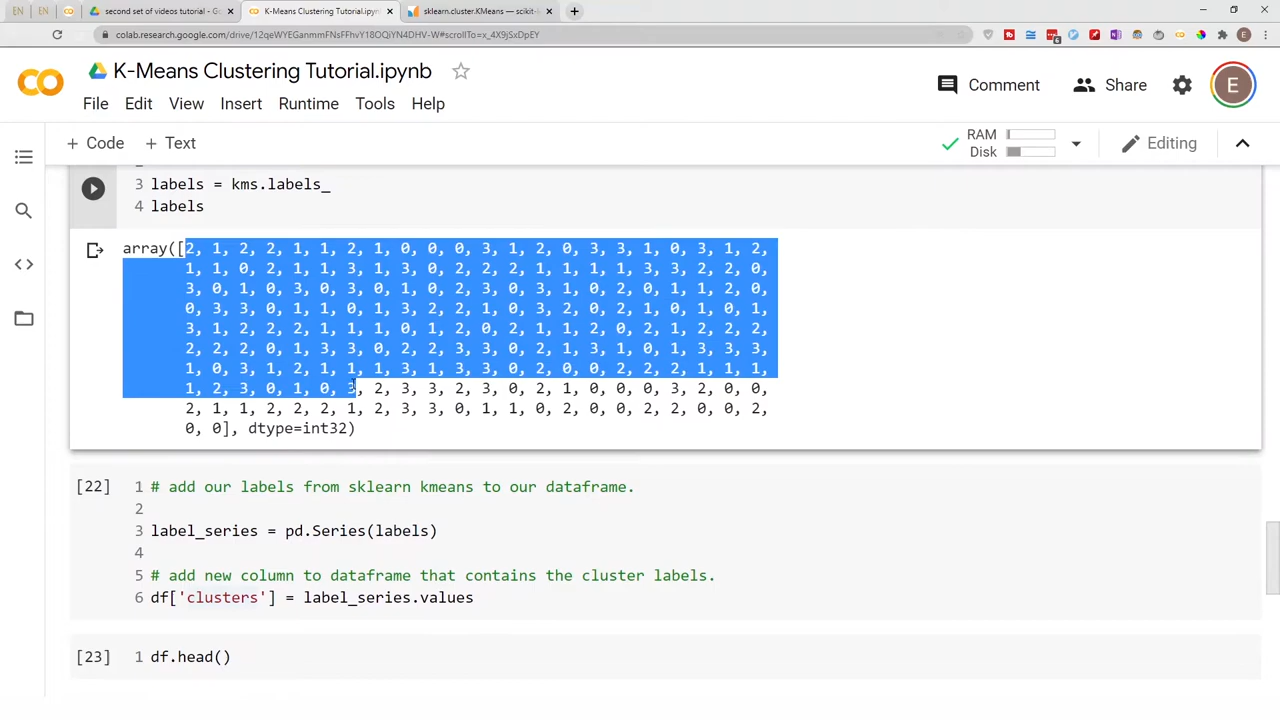 EN
EN
second set of videos tutorial - Go
K-Means Clustering Tutorial.ipynb
sklearn.cluster.KMeans — scikit-l
colab.research.google.com/drive/12qeWYEGanmmFNsFFhvY18OQiYN4DHV-W#scrollTo=x_4X9jSxDpEY
CO K-Means Clustering Tutorial.ipynb
Comment Share E
File Edit View Insert Runtime Tools Help
+ Code + Text
RAM
Disk
Editing
3 labels = kms.labels_
4 labels
array([2, 1, 2, 2, 1, 1, 2, 1, 0, 0, 0, 3, 1, 2, 0, 3, 3, 1, 0, 3, 1, 2,
1, 1, 0, 2, 1, 1, 3, 1, 3, 0, 2, 2, 2, 1, 1, 1, 1, 3, 3, 2, 2, 0,
3, 0, 1, 0, 3, 0, 3, 0, 1, 0, 2, 3, 0, 3, 1, 0, 2, 0, 1, 1, 2, 0,
0, 3, 3, 0, 1, 1, 0, 1, 3, 2, 2, 1, 0, 3, 2, 0, 2, 1, 0, 1, 0, 1,
3, 1, 2, 2, 2, 1, 1, 1, 0, 1, 2, 0, 2, 1, 1, 2, 0, 2, 1, 2, 2, 2,
2, 2, 2, 0, 1, 3, 3, 0, 2, 2, 3, 3, 0, 2, 1, 3, 1, 0, 1, 3, 3, 3,
1, 0, 3, 1, 2, 1, 1, 1, 3, 1, 3, 3, 0, 2, 0, 0, 2, 2, 2, 1, 1, 1,
1, 2, 3, 0, 1, 0, 3, 2, 3, 3, 2, 3, 0, 2, 1, 0, 0, 0, 3, 2, 0, 0,
2, 1, 1, 2, 2, 2, 1, 2, 3, 3, 0, 1, 1, 0, 2, 0, 0, 2, 2, 0, 0, 2,
0, 0], dtype=int32)
[22] 1 # add our labels from sklearn kmeans to our dataframe.
2
3 label_series = pd.Series(labels)
4
5 # add new column to dataframe that contains the cluster labels.
6 df['clusters'] = label_series.values
[23] 1 df.head()